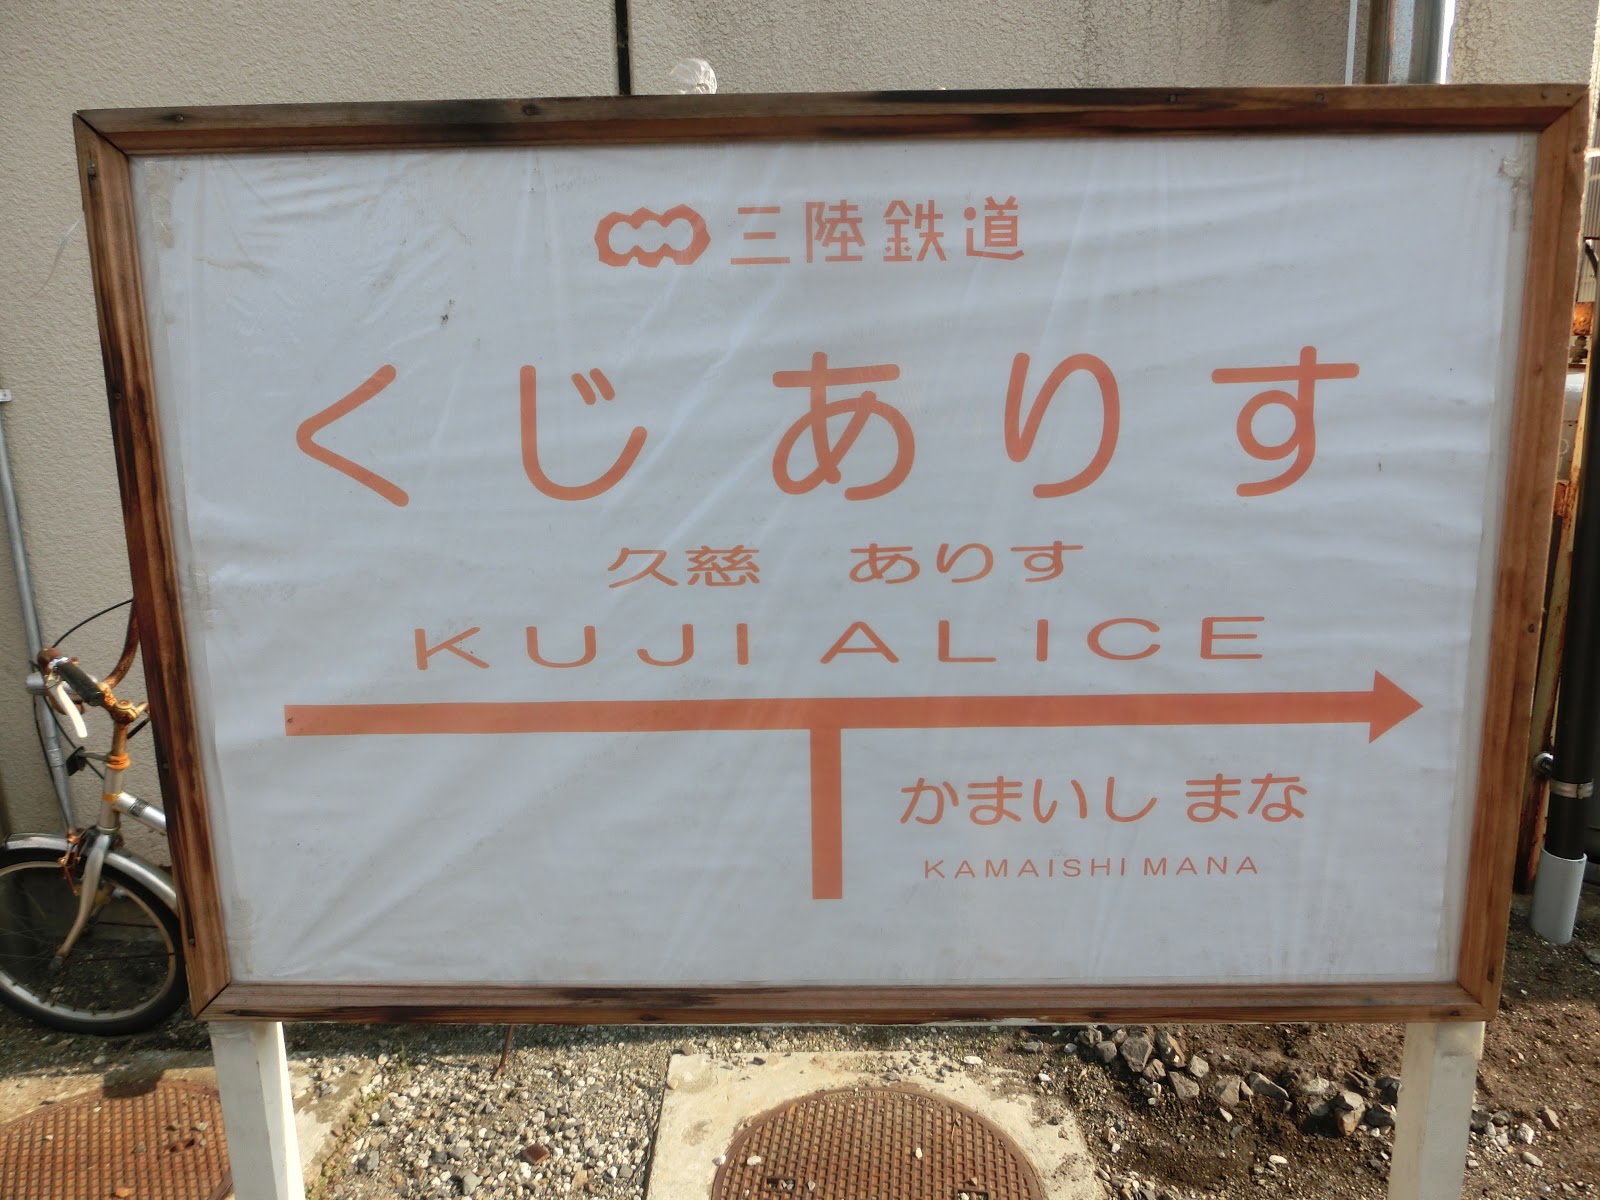 三陸鉄道
くじありす
久慈 ありす
KUJI ALICE
かまいし まな
KAMAISHI MANA